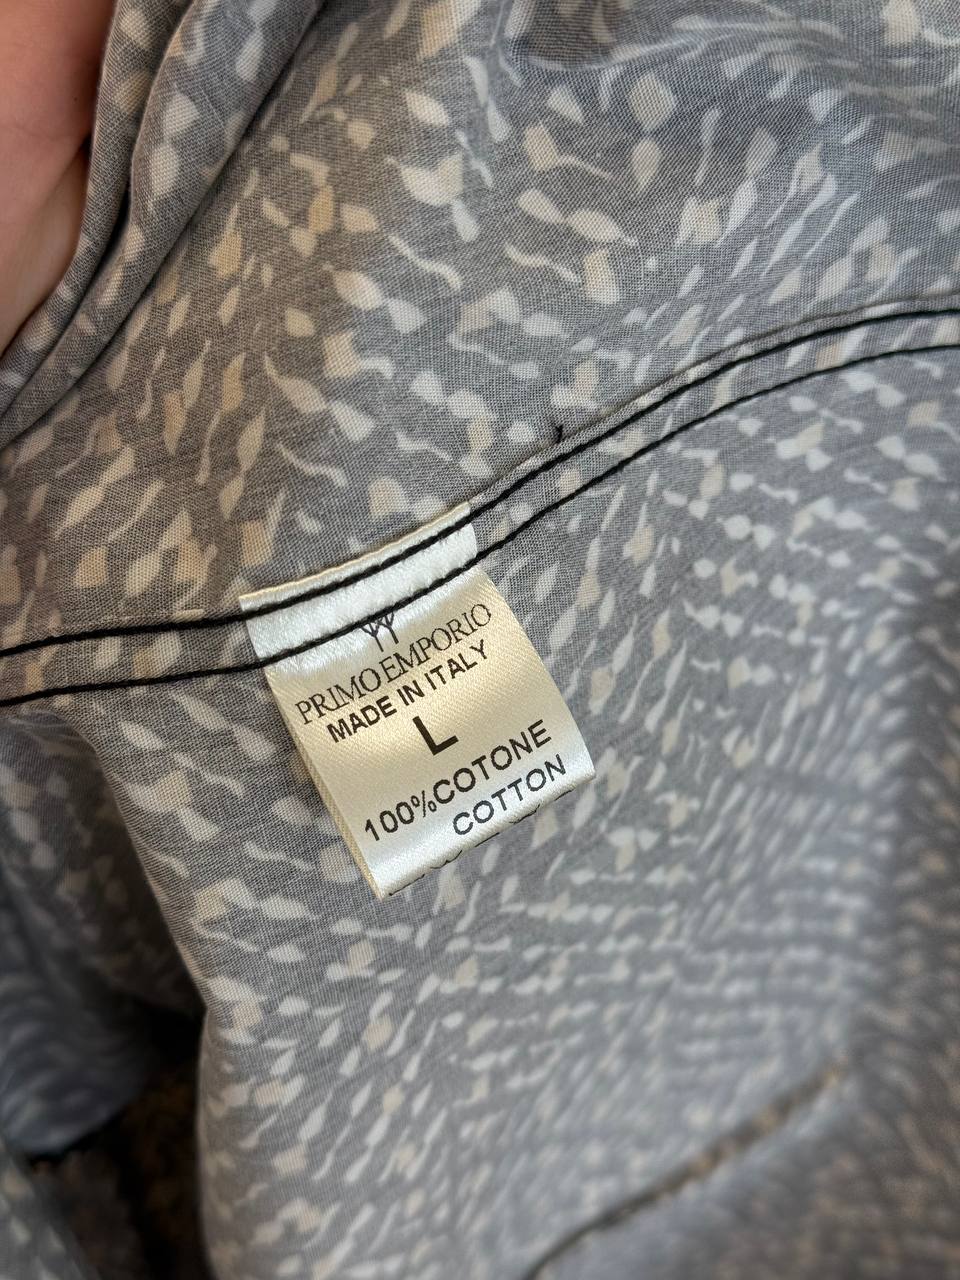 PRIMO EMPORIO
MADE IN ITALY
L
100%COTONE
COTTON